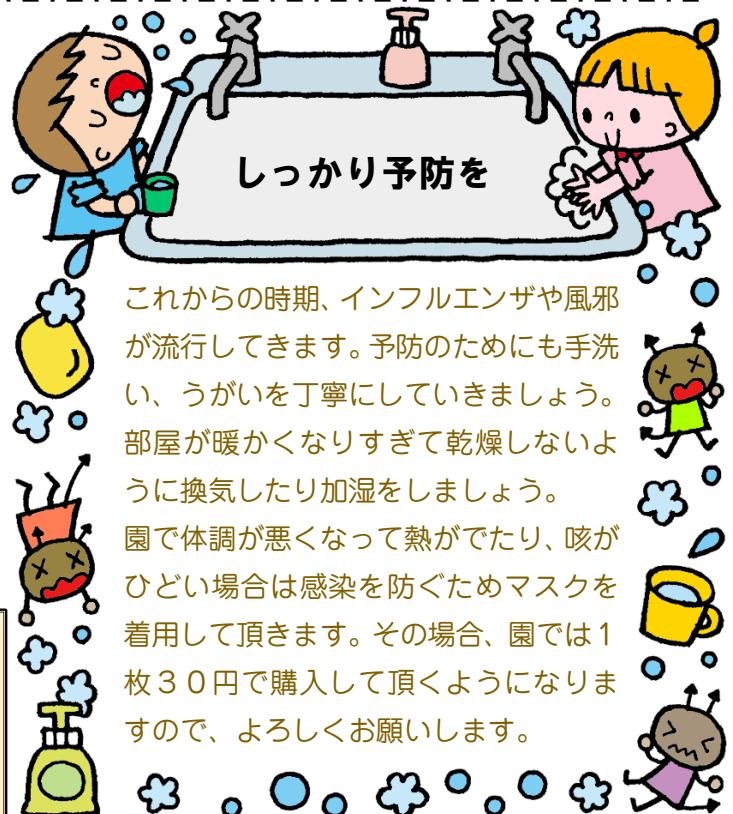 しっかり予防を
これからの時期、インフルエンザや風邪
が流行してきます。予防のためにも手洗
い、うがいを丁寧にしていきましょう。
部屋が暖かくなりすぎて乾燥しないよ
うに換気したり加湿をしましょう。
園で体調が悪くなって熱がでたり、咳が
ひどい場合は感染を防ぐためマスクを
着用して頂きます。その場合、園では１
枚３０円で購入して頂くようになりま
すので、よろしくお願いします。